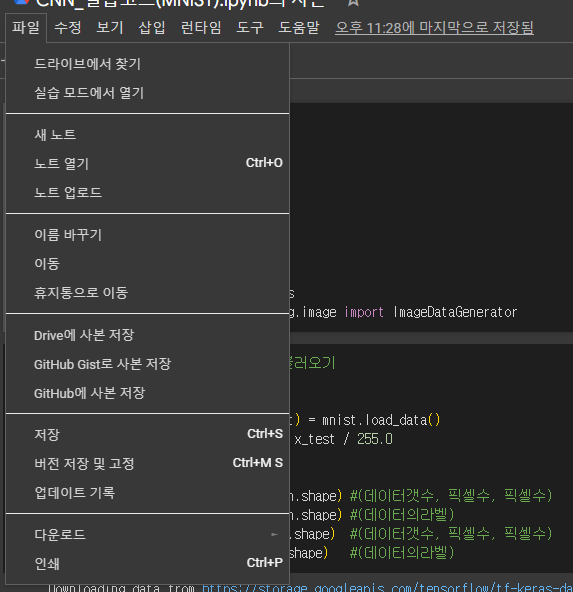 CNN_실습코드(MNIST).ipynb의 사본
파일 수정 보기 삽입 런타임 도구 도움말 오후 11:28에 마지막으로 저장됨
드라이브에서 찾기
실습 모드에서 열기
새 노트
노트 열기 Ctrl+O
노트 업로드
이름 바꾸기
이동
휴지통으로 이동
s
g.image import ImageDataGenerator
Drive에 사본 저장
GitHub Gist로 사본 저장
불러오기
GitHub에 사본 저장
t) = mnist.load_data()
저장 Ctrl+S
x_test / 255.0
버전 저장 및 고정 Ctrl+M S
업데이트 기록
n.shape) #(데이터갯수, 픽셀수, 픽셀수)
n.shape) #(데이터의라벨)
다운로드
.shape) #(데이터갯수, 픽셀수, 픽셀수)
.shape) #(데이터의라벨)
인쇄 Ctrl+P
Downloading data from https://storage.googleapis.com/tensorflow/tf-keras-da